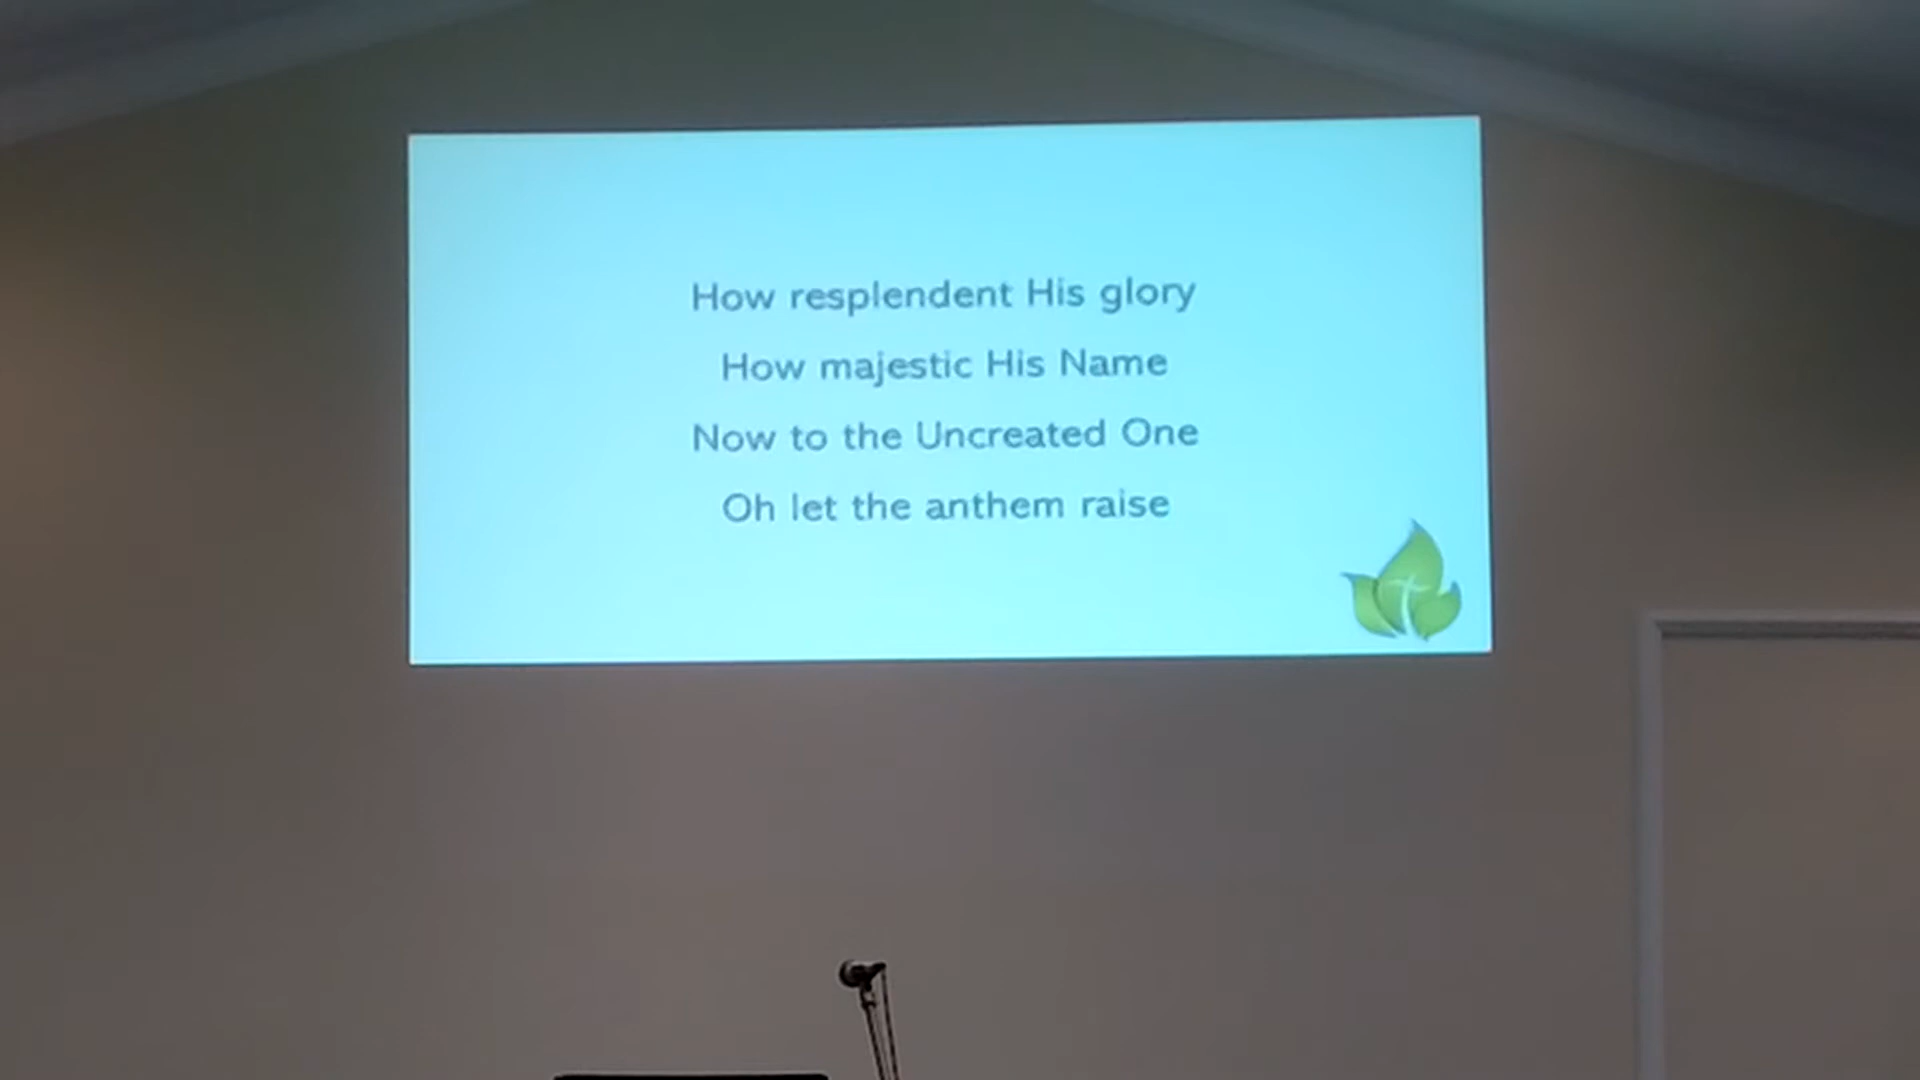 How resplendent His glory
How majestic His Name
Now to the Uncreated One
Oh let the anthem raise